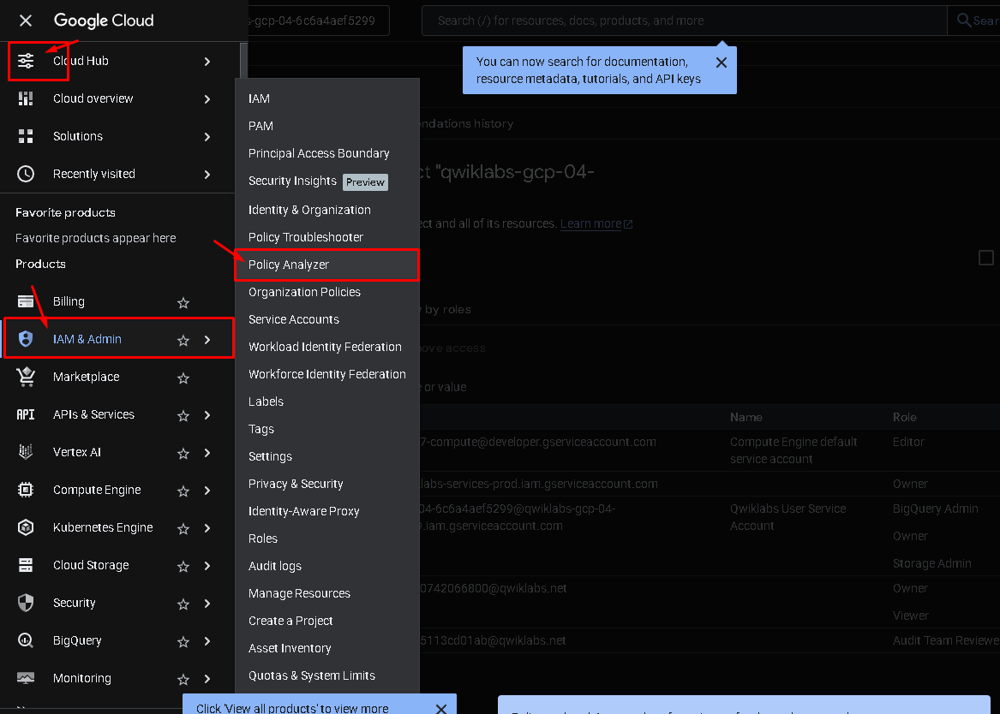 Google Cloud
s-gcp-04-6c6a4aef5299
Search (/) for resources, docs, products, and more
Sear
You can now search for documentation,
resource metadata, tutorials, and API keys
Cloud Hub
Cloud overview
Solutions
Recently visited
Favorite products
Favorite products appear here
Products
Billing
IAM & Admin
Marketplace
API APIs & Services
Vertex AI
Compute Engine
Kubernetes Engine
Cloud Storage
Security
BigQuery
Monitoring
IAM
PAM
Principal Access Boundary
Security Insights Preview
Identity & Organization
Policy Troubleshooter
Policy Analyzer
Organization Policies
Service Accounts
Workload Identity Federation
Workforce Identity Federation
Labels
Tags
Settings
Privacy & Security
Identity-Aware Proxy
Roles
Audit logs
Manage Resources
Create a Project
Asset Inventory
Quotas & System Limits
ndations history
ct "qwiklabs-gcp-04-
ect and all of its resources. Learn more
by roles
ove access
e or value
Name Role
7-compute@developer.gserviceaccount.com Compute Engine default Editor
service account
labs-services-prod.iam.gserviceaccount.com Owner
04-6c6a4aef5299@qwiklabs-gcp-04- Qwiklabs User Service BigQuery Admin
.iam.gserviceaccount.com Account
Owner
Storage Admin
0742066800@qwiklabs.net Owner
Viewer
5113cd01ab@qwiklabs.net Audit Team Reviewe
Click 'View all products' to view more